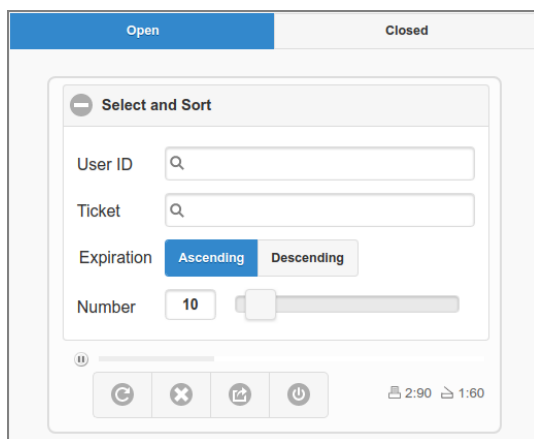 Open Closed
Select and Sort
User ID
Ticket
Expiration Ascending Descending
Number 10
2:90 1:60